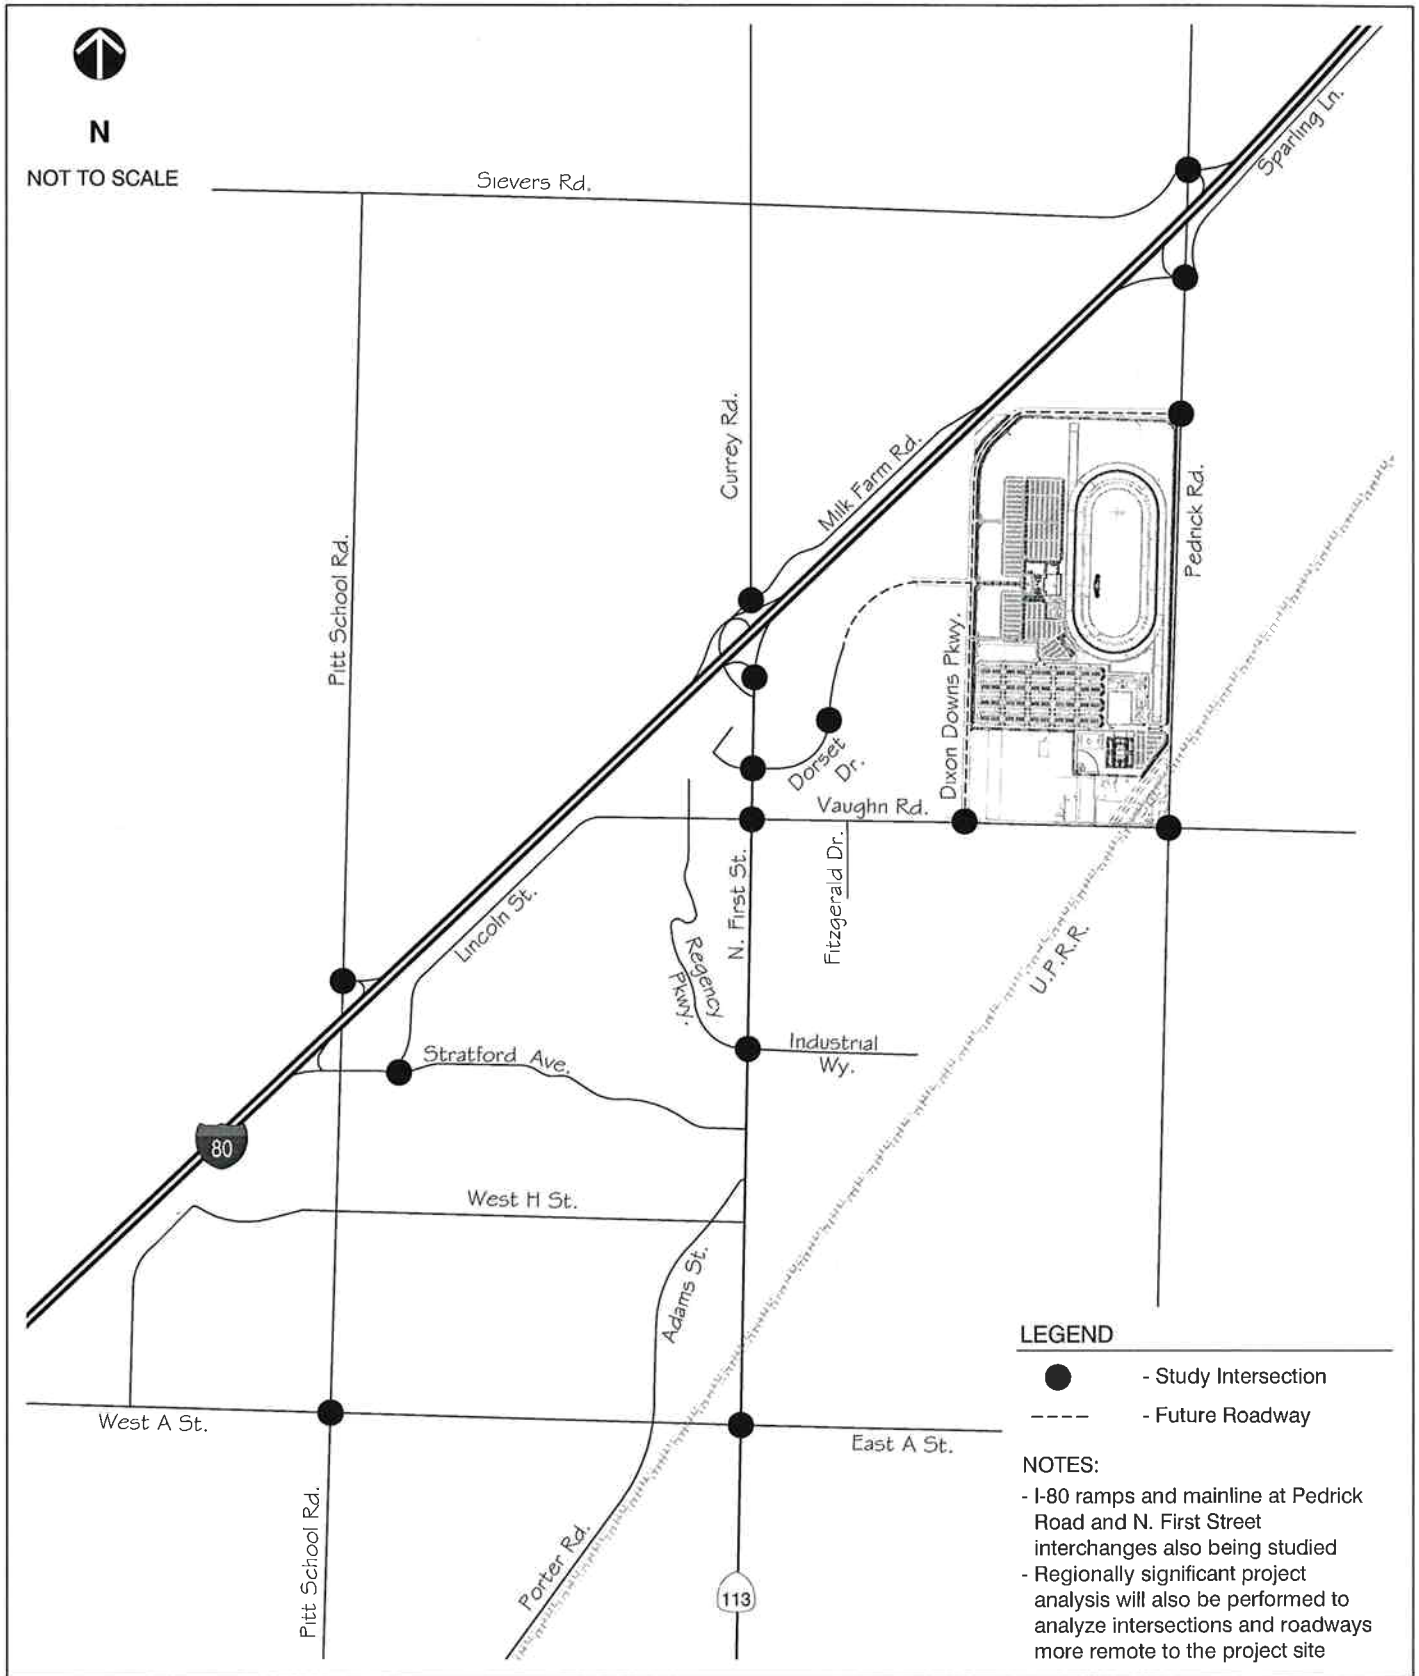 N
NOT TO SCALE
Sievers Rd.
Sparling Ln.
Currey Rd.
Milk Farm Rd.
Pedrick Rd.
Pitt School Rd.
Dixon Downs Pkwy.
Dorset
Dr.
Vaughn Rd.
Fitzgerald Dr.
N. First St.
Lincoln St.
Regency
Pkwy.
U.P.R.R.
Industrial
Wy.
Stratford Ave.
80
West H St.
Adams St.
West A St.
East A St.
Pitt School Rd.
Porter Rd.
113
LEGEND
- Study Intersection
- Future Roadway
NOTES:
- I-80 ramps and mainline at Pedrick
Road and N. First Street
interchanges also being studied
- Regionally significant project
analysis will also be performed to
analyze intersections and roadways
more remote to the project site